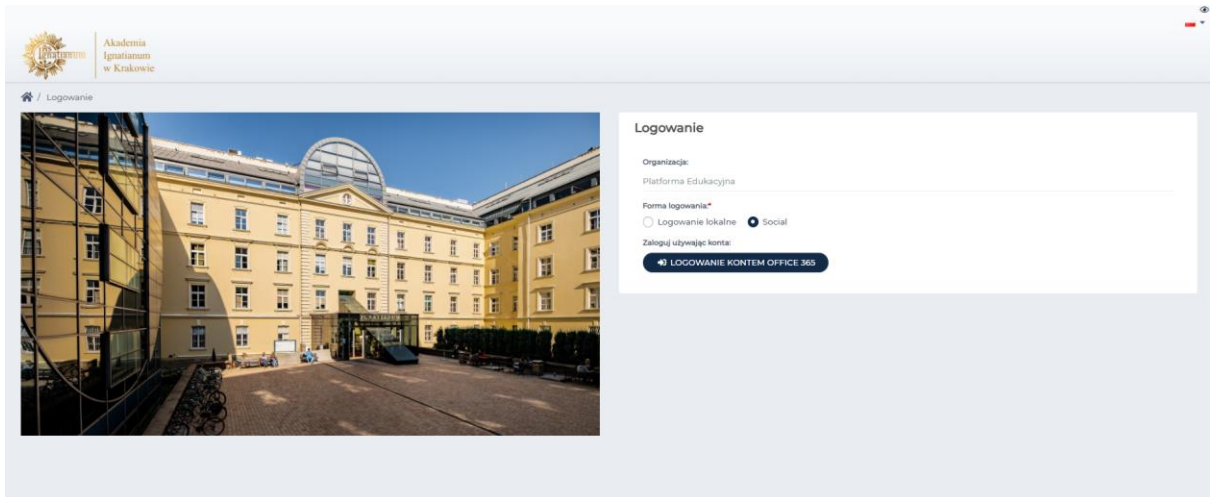 Ignatianum
Akademia
Ignatianum
w Krakowie
/ Logowanie
IGNATIANUM
Logowanie
Organizacja:
Platforma Edukacyjna
Forma logowania:*
Logowanie lokalne Social
Zaloguj używając konta:
LOGOWANIE KONTEM OFFICE 365